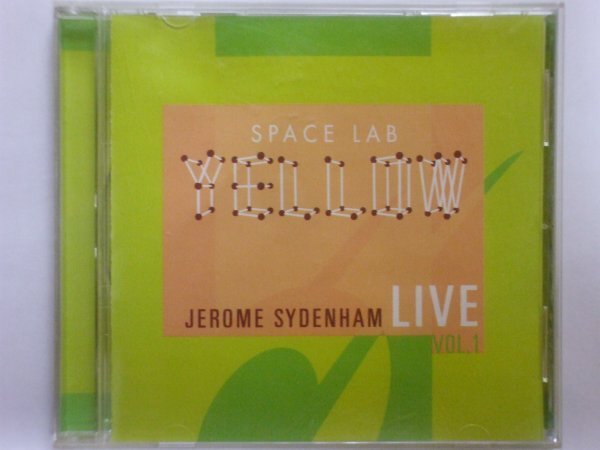 SPACE LAB
YELLOW
JEROME SYDENHAM LIVE
VOL.1